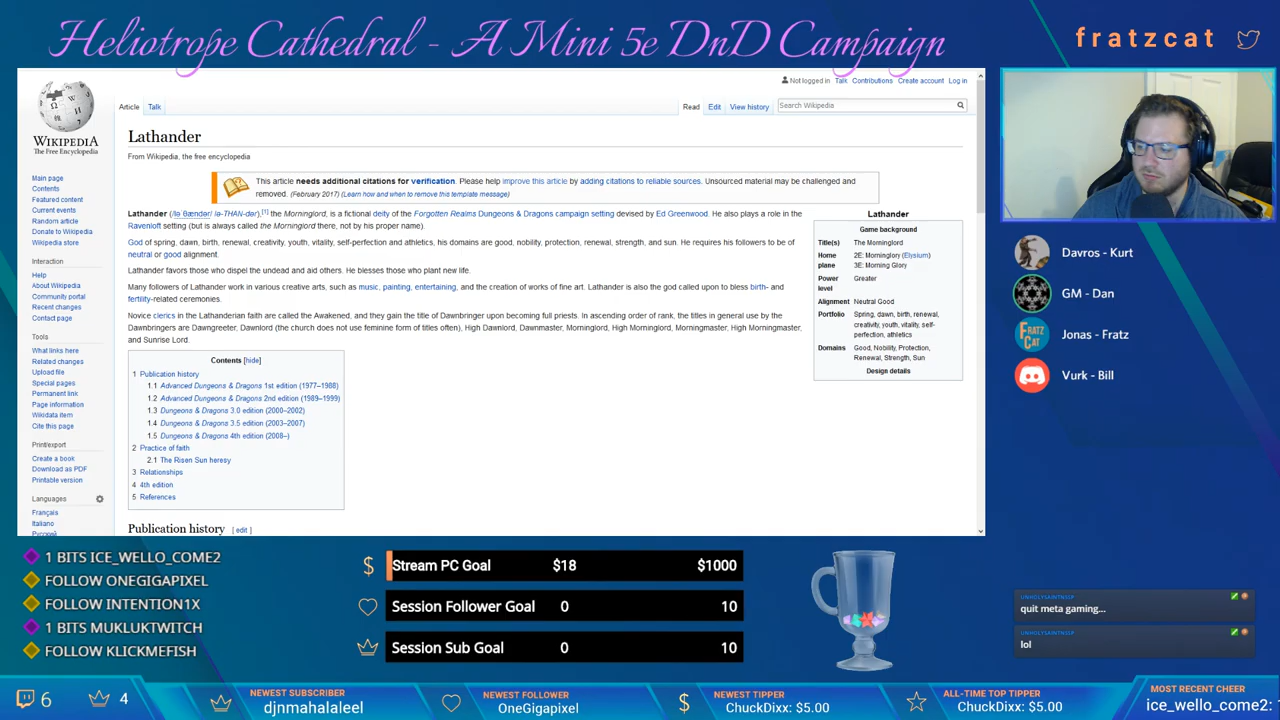 Heliotrope Cathedral - A Mini 5e DnD Campaign
fratzcat
Not logged in Talk Contributions Create account Log in
Article Talk
Read Edit View history
Search Wikipedia
WIKIPEDIA
The Free Encyclopedia
Main page
Contents
Featured content
Current events
Random article
Donate to Wikipedia
Wikipedia store
Interaction
Help
About Wikipedia
Community portal
Recent changes
Contact page
Tools
What links here
Related changes
Upload file
Special pages
Permanent link
Page information
Wikidata item
Cite this page
Print/export
Create a book
Download as PDF
Printable version
Languages
Français
Italiano
Русский
Lathander
From Wikipedia, the free encyclopedia
This article needs additional citations for verification. Please help improve this article by adding citations to reliable sources. Unsourced material may be challenged and
removed. (February 2017) (Learn how and when to remove this template message)
Lathander (/ləˈθændər/ lə-THAN-dər),[1] the Morninglord, is a fictional deity of the Forgotten Realms Dungeons & Dragons campaign setting devised by Ed Greenwood. He also plays a role in the
Ravenloft setting (but is always called the Morninglord there, not by his proper name).
God of spring, dawn, birth, renewal, creativity, youth, vitality, self-perfection and athletics, his domains are good, nobility, protection, renewal, strength, and sun. He requires his followers to be of
neutral or good alignment.
Lathander favors those who dispel the undead and aid others. He blesses those who plant new life.
Many followers of Lathander work in various creative arts, such as music, painting, entertaining, and the creation of works of fine art. Lathander is also the god called upon to bless birth- and
fertility-related ceremonies.
Novice clerics in the Lathanderian faith are called the Awakened, and they gain the title of Dawnbringer upon becoming full priests. In ascending order of rank, the titles in general use by the
Dawnbringers are Dawngreeter, Dawnlord (the church does not use feminine form of titles often), High Dawnlord, Dawnmaster, Morninglord, High Morninglord, Morningmaster, High Morningmaster,
and Sunrise Lord.
Contents [hide]
1 Publication history
1.1 Advanced Dungeons & Dragons 1st edition (1977–1988)
1.2 Advanced Dungeons & Dragons 2nd edition (1989–1999)
1.3 Dungeons & Dragons 3.0 edition (2000–2002)
1.4 Dungeons & Dragons 3.5 edition (2003–2007)
1.5 Dungeons & Dragons 4th edition (2008–)
2 Practice of faith
2.1 The Risen Sun heresy
3 Relationships
4 4th edition
5 References
Publication history [ edit ]
Lathander
Game background
Title(s) The Morninglord
Home plane 2E: Morninglory (Elysium)
3E: Morning Glory
Power level Greater
Alignment Neutral Good
Portfolio Spring, dawn, birth, renewal,
creativity, youth, vitality, self-
perfection, athletics
Domains Good, Nobility, Protection,
Renewal, Strength, Sun
Design details
Davros - Kurt
GM - Dan
FRATZ
CAT
Jonas - Fratz
Vurk - Bill
1 BITS ICE_WELLO_COME2
FOLLOW ONEGIGAPIXEL
FOLLOW INTENTION1X
1 BITS MUKLUKTWITCH
FOLLOW KLICKMEFISH
$ Stream PC Goal $18 $1000
Session Follower Goal 0 10
Session Sub Goal 0 10
quit meta gaming...
lol
6
4
NEWEST SUBSCRIBER
djnmahalaleel
NEWEST FOLLOWER
OneGigapixel
$ NEWEST TIPPER
ChuckDixx: $5.00
ALL-TIME TOP TIPPER
ChuckDixx: $5.00
MOST RECENT CHEER
ice_wello_come2: